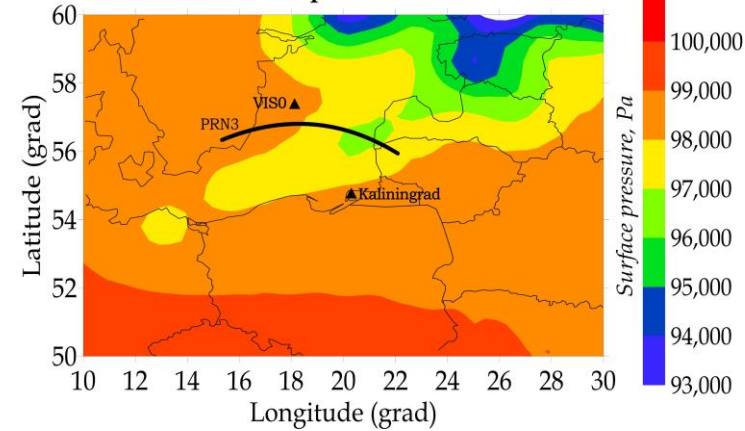 60
58
56
54
52
50
Latitude (grad)
VIS0
PRN3
Kaliningrad
10 12 14 16 18 20 22 24 26 28 30
Longitude (grad)
Surface pressure, Pa
100,000
99,000
98,000
97,000
96,000
95,000
94,000
93,000